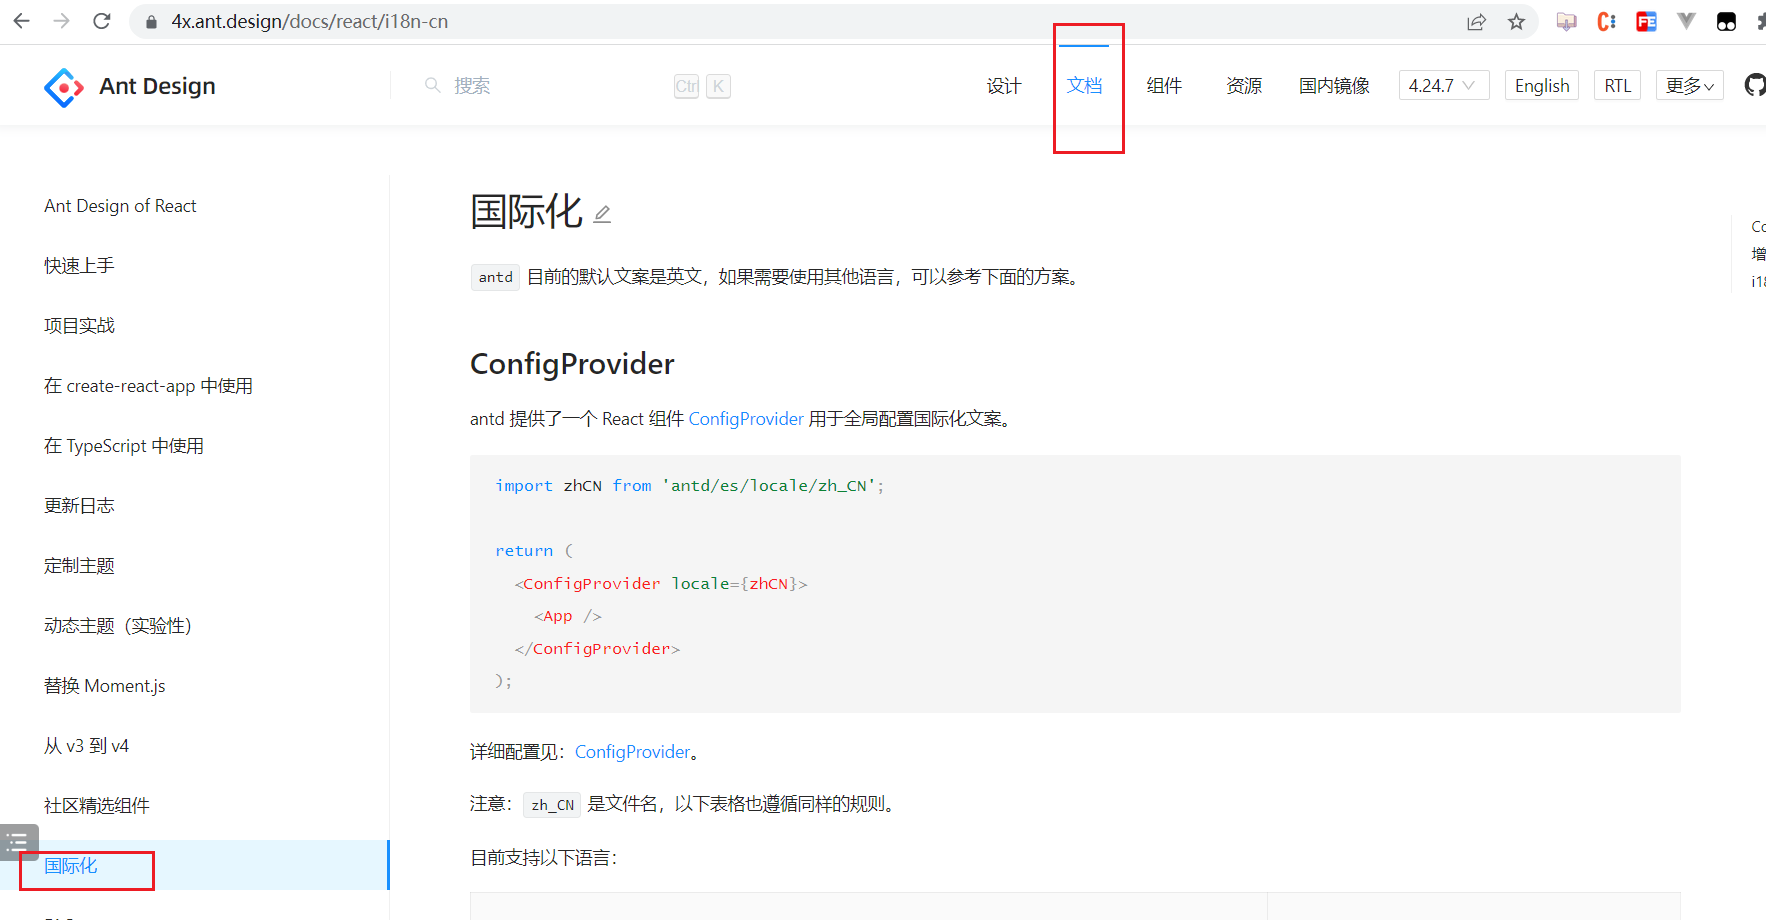 4x.ant.design/docs/react/i18n-cn
Ant Design
搜索
Ctrl K
设计
文档
组件
资源
国内镜像
4.24.7
English
RTL
更多
Ant Design of React
快速上手
项目实战
在 create-react-app 中使用
在 TypeScript 中使用
更新日志
定制主题
动态主题（实验性）
替换 Moment.js
从 v3 到 v4
社区精选组件
国际化
国际化
antd 目前的默认文案是英文，如果需要使用其他语言，可以参考下面的方案。
ConfigProvider
antd 提供了一个 React 组件 ConfigProvider 用于全局配置国际化文案。
import zhCN from 'antd/es/locale/zh_CN';
return (
<ConfigProvider locale={zhCN}>
<App />
</ConfigProvider>
);
详细配置见：ConfigProvider。
注意：zh_CN 是文件名，以下表格也遵循同样的规则。
目前支持以下语言：
Co
增
i18